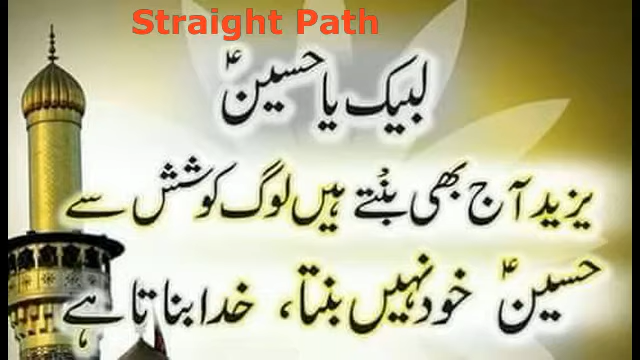 Straight Path
لبیک یا حسینؑ
یزید آج بھی بنتے ہیں لوگ کوشش سے
حسینؑ خود نہیں بنتا، خدا بناتا ہے